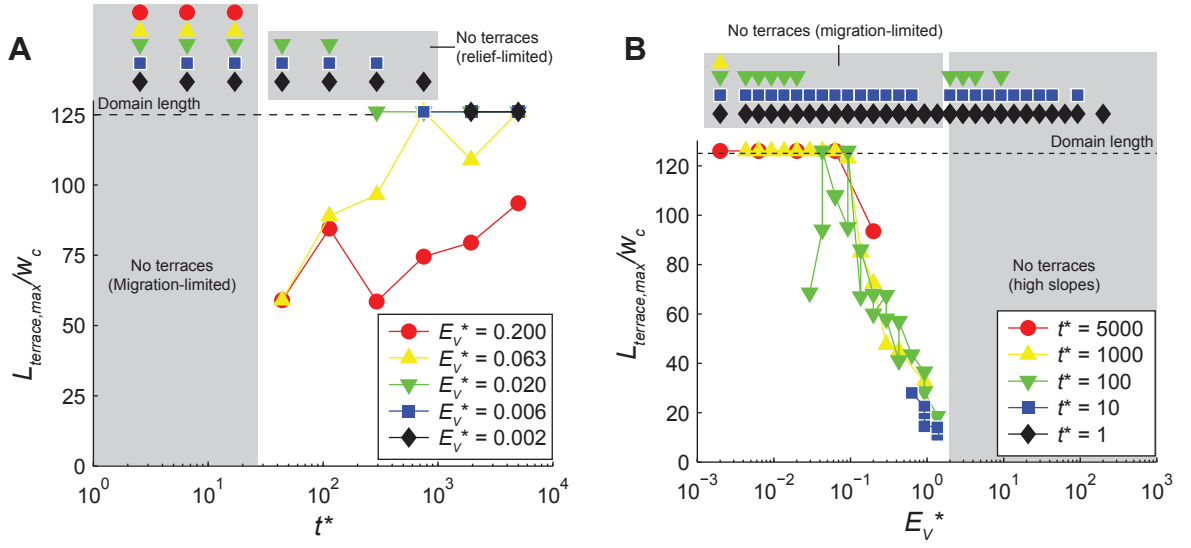 A
No terraces
(relief-limited)
Domain length
No terraces
(Migration-limited)
L_terrace,max/w_c
125
100
75
50
25
0
10^0
10^1
10^2
10^3
10^4
t*
E_V* = 0.200
E_V* = 0.063
E_V* = 0.020
E_V* = 0.006
E_V* = 0.002
B
No terraces (migration-limited)
Domain length
No terraces
(high slopes)
L_terrace,max/w_c
120
100
80
60
40
20
0
10^-3
10^-2
10^-1
10^0
10^1
10^2
10^3
E_V*
t* = 5000
t* = 1000
t* = 100
t* = 10
t* = 1